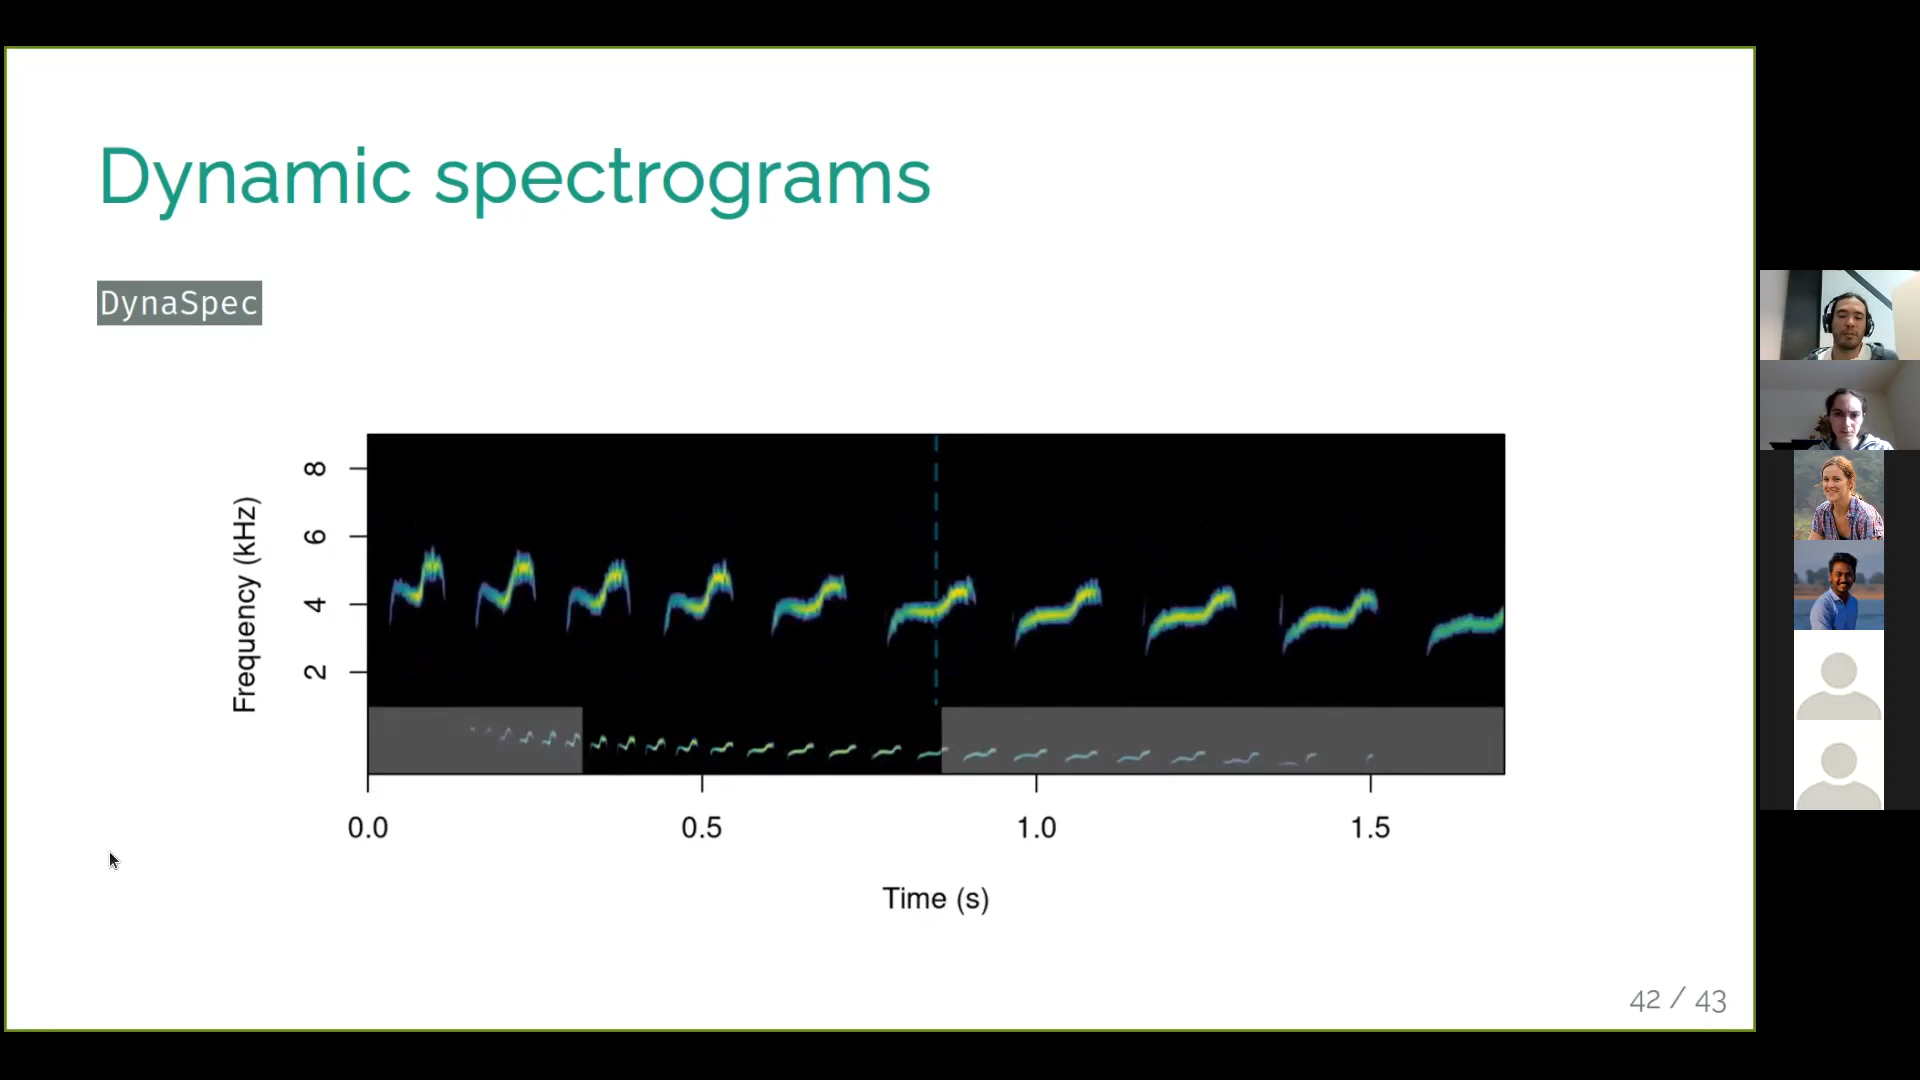 Dynamic spectrograms
DynaSpec
Frequency (kHz)
8
6
4
2
0.0 0.5 1.0 1.5
Time (s)
42 / 43